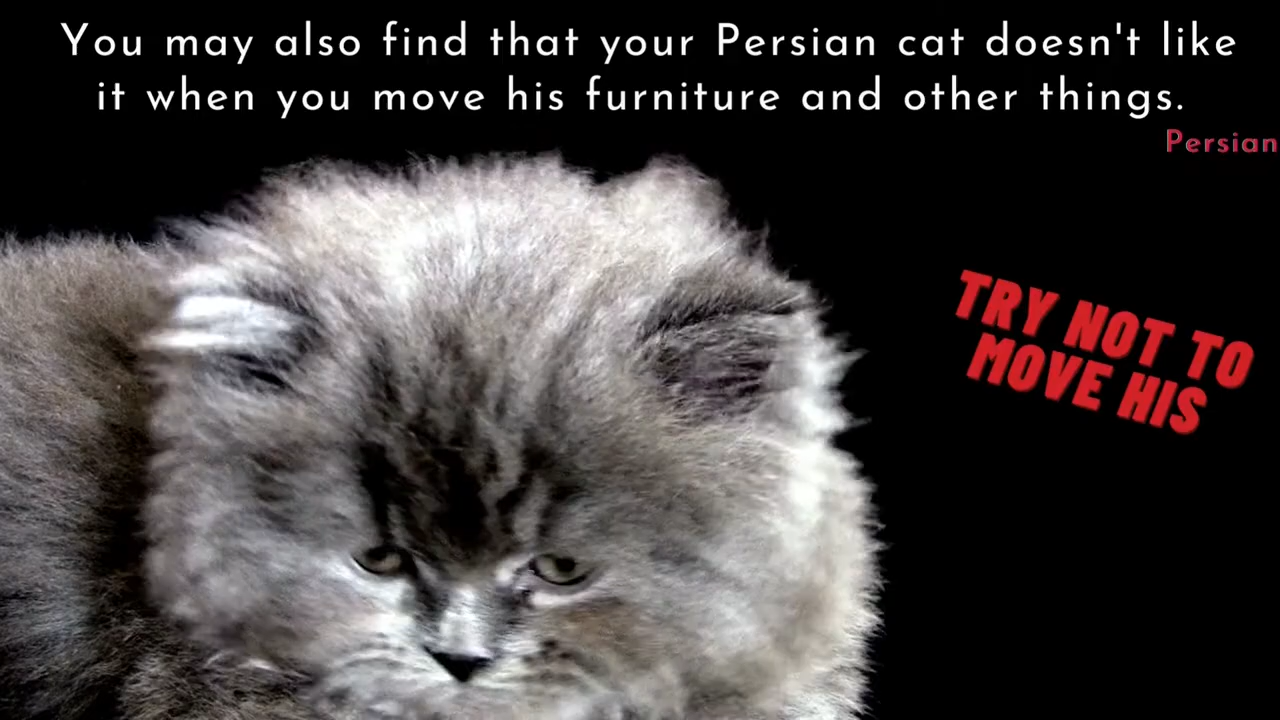 You may also find that your Persian cat doesn't like
it when you move his furniture and other things.
Persian
TRY NOT TO
MOVE HIS